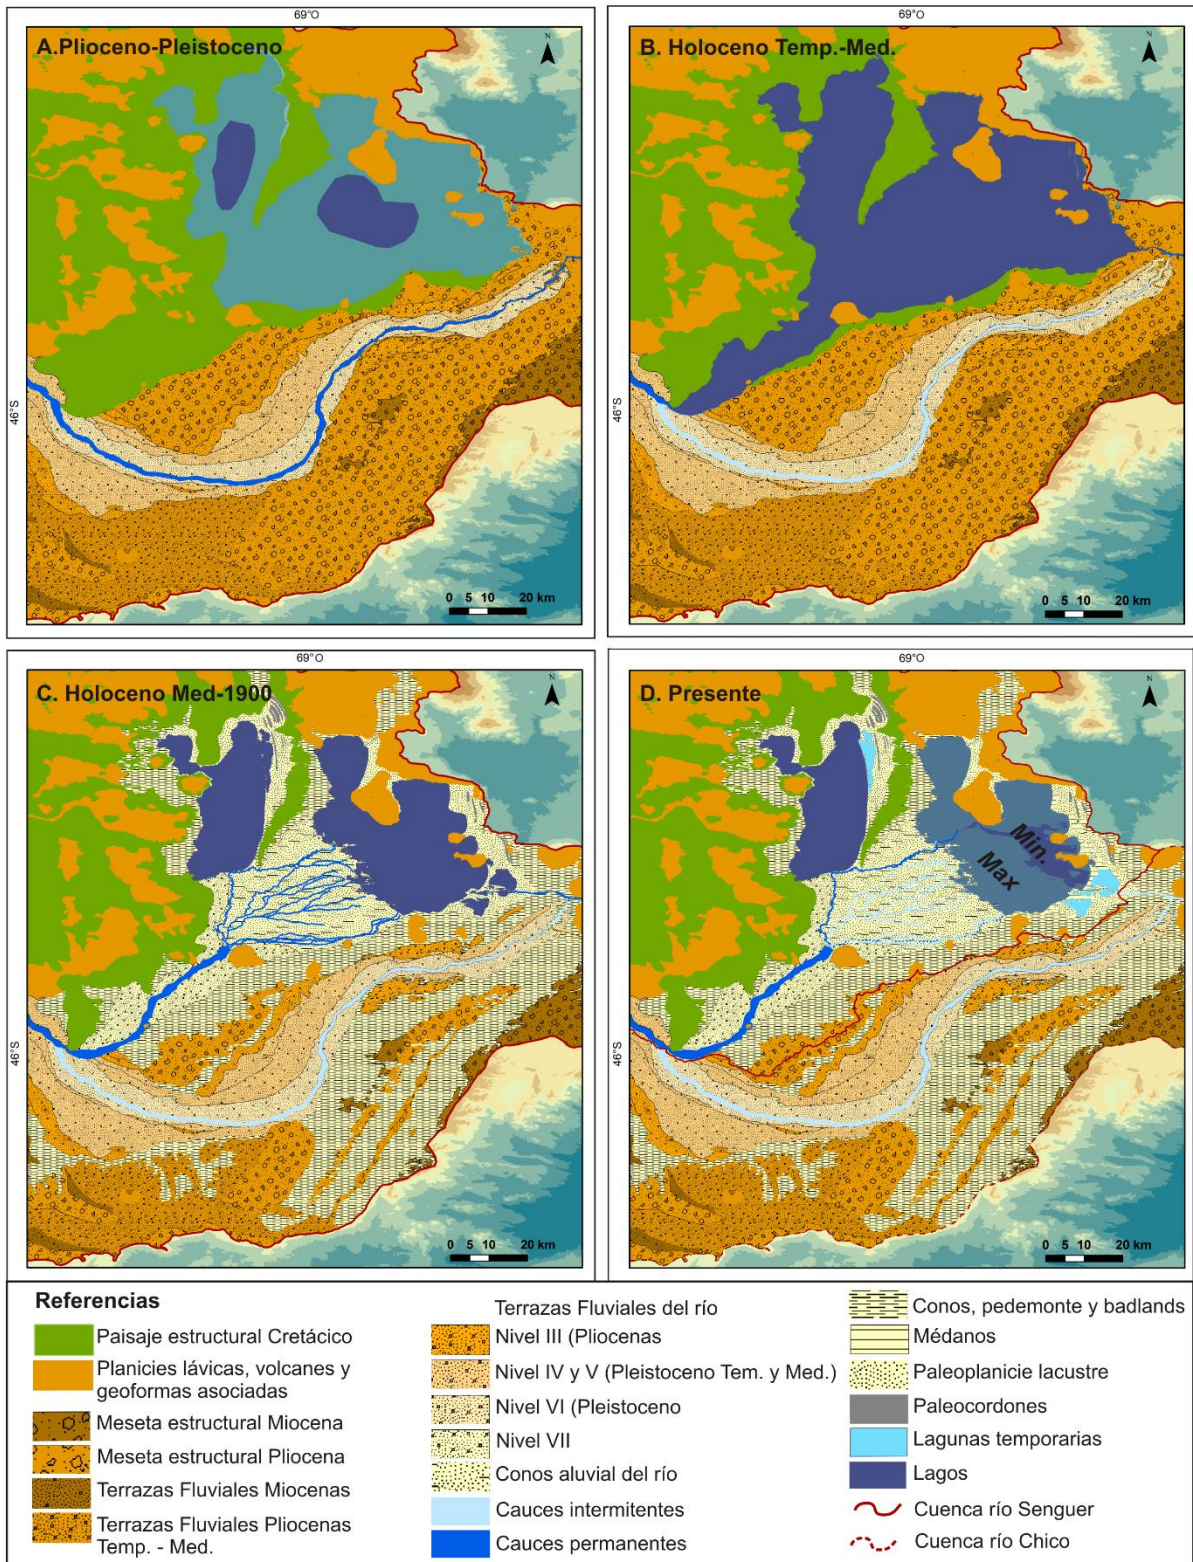 69°O
69°O
A.Plioceno-Pleistoceno
N
B. Holoceno Temp.-Med.
N
46°S
46°S
0 5 10 20 km
0 5 10 20 km
69°O
69°O
C. Holoceno Med-1900
N
D. Presente
N
Min.
Max
46°S
46°S
0 5 10 20 km
0 5 10 20 km
Referencias
Paisaje estructural Cretácico
Planicies lávicas, volcanes y
geoformas asociadas
Meseta estructural Miocena
Meseta estructural Pliocena
Terrazas Fluviales Miocenas
Terrazas Fluviales Pliocenas
Temp. - Med.
Terrazas Fluviales del río
Nivel III (Pliocenas
Nivel IV y V (Pleistoceno Tem. y Med.)
Nivel VI (Pleistoceno
Nivel VII
Conos aluvial del río
Cauces intermitentes
Cauces permanentes
Conos, pedemonte y badlands
Médanos
Paleoplanicie lacustre
Paleocordones
Lagunas temporarias
Lagos
Cuenca río Senguer
Cuenca río Chico